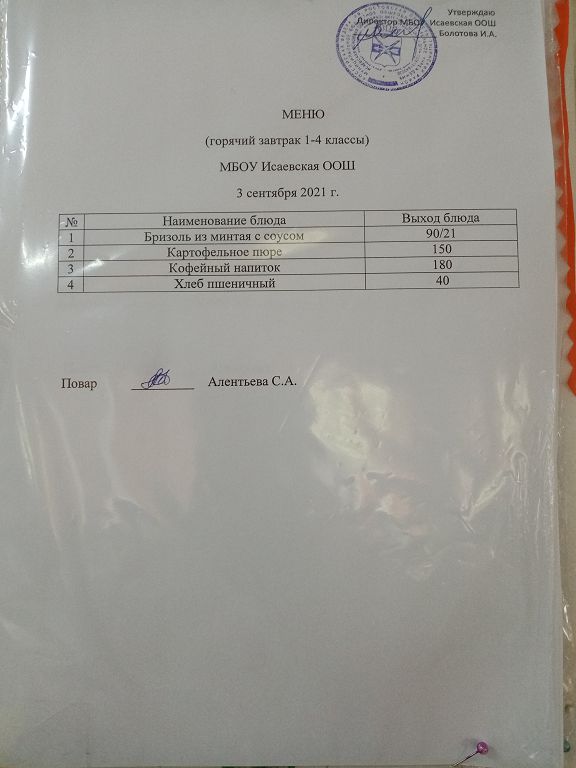 Утверждаю
Директор МБОУ Исаевская ООШ
Болотова И.А.
МЕНЮ
(горячий завтрак 1-4 классы)
МБОУ Исаевская ООШ
3 сентября 2021 г.
№ Наименование блюда Выход блюда
1 Бризоль из минтая с соусом 90/21
2 Картофельное пюре 150
3 Кофейный напиток 180
4 Хлеб пшеничный 40
Повар Алентьева С.А.